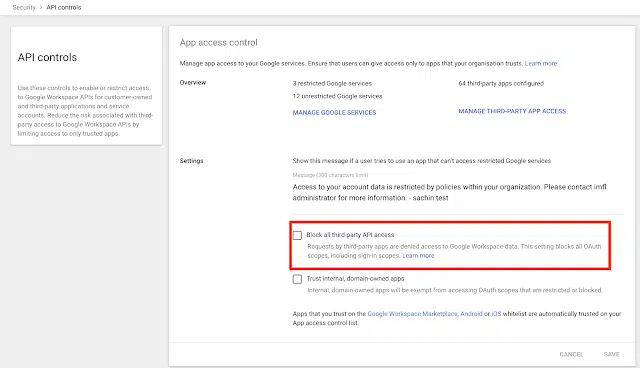 Security > API controls
API controls
Use these controls to enable or restrict access
to Google Workspace APIs for customer-owned
and third-party applications and service
accounts. Reduce the risk associated with third-
party access to Google Workspace APIs by
limiting access to only trusted apps.
App access control
Manage app access to your Google services. Ensure that users can give access only to apps that your organisation trusts. Learn more
Overview
3 restricted Google services
12 unrestricted Google services
MANAGE GOOGLE SERVICES
64 third-party apps configured
MANAGE THIRD-PARTY APP ACCESS
Settings
Show this message if a user tries to use an app that can't access restricted Google services
Message (300 characters limit)
Access to your account data is restricted by policies within your organization. Please contact imfl
administrator for more information. - sachin test
Block all third-party API access
Requests by third-party apps are denied access to Google Workspace data. This setting blocks all OAuth
scopes, including sign-in scopes. Learn more
Trust internal, domain-owned apps
Internal, domain-owned apps will be exempt from accessing OAuth scopes that are restricted or blocked.
Apps that you trust on the Google Workspace Marketplace, Android or iOS whitelist are automatically trusted on your
App access control list.
CANCEL SAVE